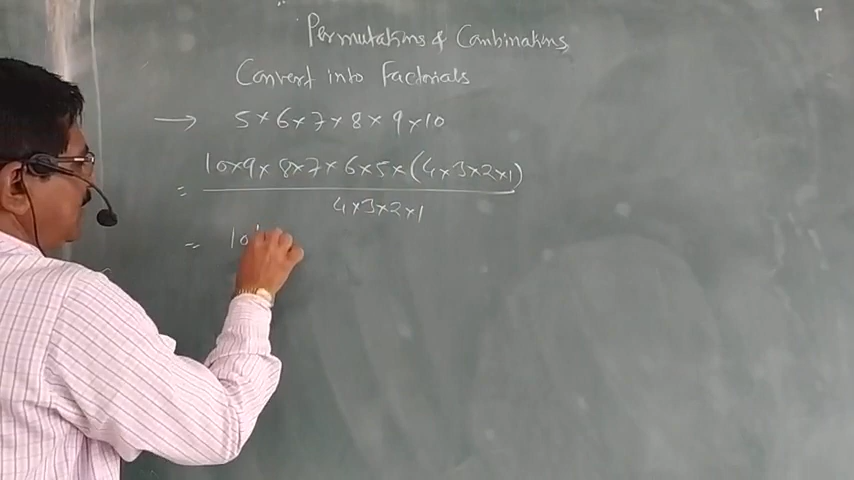 Permutations & Combinations
Convert into Factorials
→ 5×6×7×8×9×10
= 10×9×8×7×6×5×(4×3×2×1)
4×3×2×1
= 10